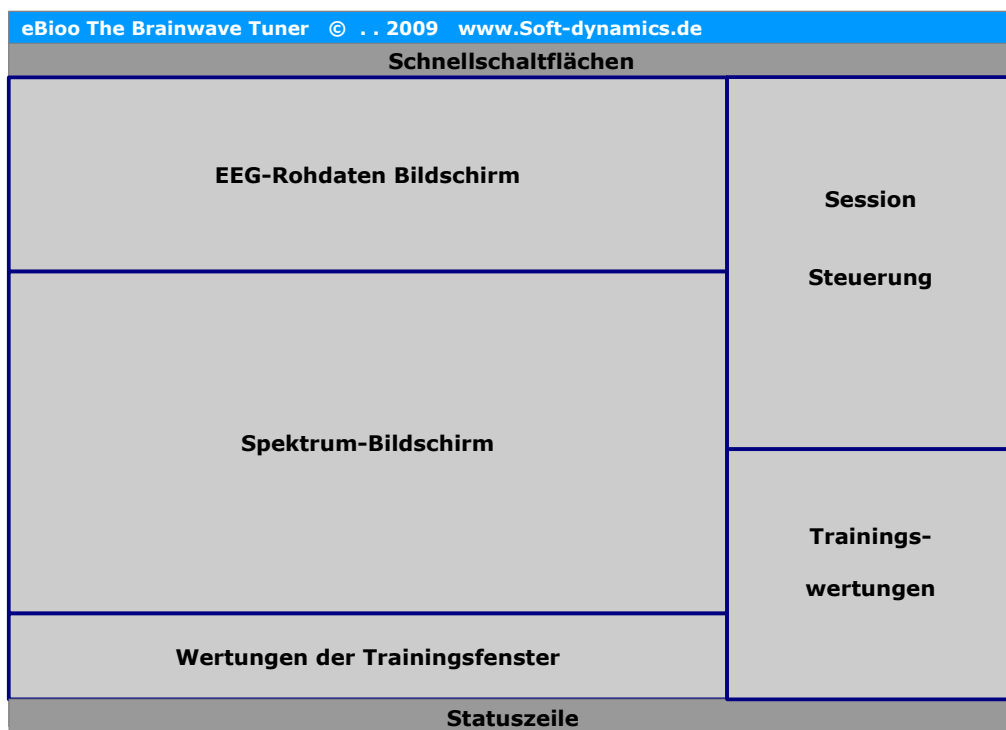 eBioo The Brainwave Tuner © . . 2009 www.Soft-dynamics.de
Schnellschaltflächen
EEG-Rohdaten Bildschirm
Session
Steuerung
Spektrum-Bildschirm
Trainings-
wertungen
Wertungen der Trainingsfenster
Statuszeile